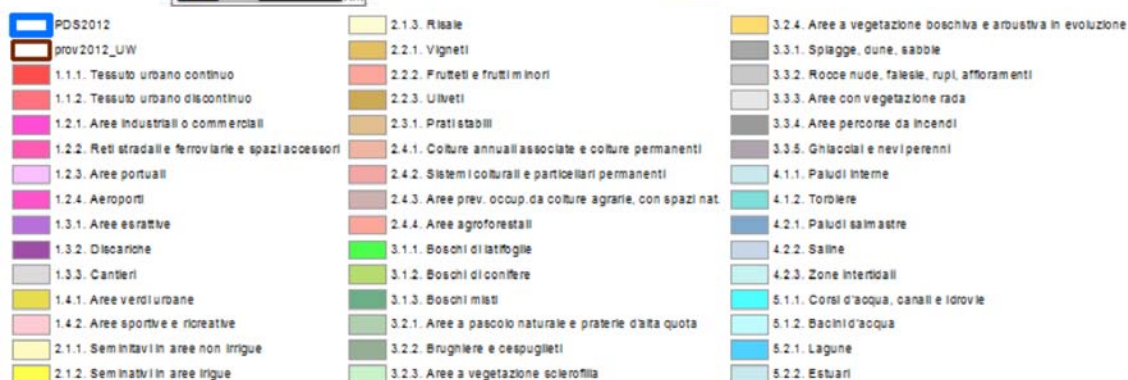 PDS2012
prov2012_UW
1.1.1. Tessuto urbano continuo
1.1.2. Tessuto urbano discontinuo
1.2.1. Aree industriali o commerciali
1.2.2. Reti stradali e ferroviarie e spazi accessori
1.2.3. Aree portuali
1.2.4. Aeroporti
1.3.1. Aree esrattive
1.3.2. Discariche
1.3.3. Cantieri
1.4.1. Aree verdi urbane
1.4.2. Aree sportive e ricreative
2.1.1. Seminitavi in aree non irrigue
2.1.2. Seminativi in aree irigue
2.1.3. Risaie
2.2.1. Vigneti
2.2.2. Frutteti e frutti minori
2.2.3. Uliveti
2.3.1. Prati stabili
2.4.1. Colture annuali associate e colture permanenti
2.4.2. Sistemi colturali e particellari permanenti
2.4.3. Aree prev. occup.da colture agrarie, con spazi nat.
2.4.4. Aree agroforestali
3.1.1. Boschi di latifoglie
3.1.2. Boschi di conifere
3.1.3. Boschi misti
3.2.1. Aree a pascolo naturale e praterie d'alta quota
3.2.2. Brughiere e cespuglieti
3.2.3. Aree a vegetazione sclerofilla
3.2.4. Aree a vegetazione boschiva e arbustiva in evoluzione
3.3.1. Spiagge, dune, sabbie
3.3.2. Rocce nude, falesie, rupi, affioramenti
3.3.3. Aree con vegetazione rada
3.3.4. Aree percorse da incendi
3.3.5. Ghiacciai e nevi perenni
4.1.1. Paludi interne
4.1.2. Torbiere
4.2.1. Paludi salmastre
4.2.2. Saline
4.2.3. Zone intertidali
5.1.1. Corsi d'acqua, canali e idrovie
5.1.2. Bacini d'acqua
5.2.1. Lagune
5.2.2. Estuari